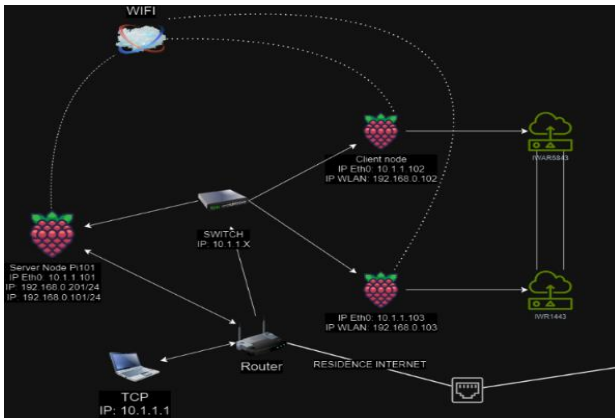 WIFI
Client node
IP Eth0: 10.1.1.102
IP WLAN: 192.168.0.102
IWAR6843
SWITCH
IP: 10.1.1.X
Server Node Pi101
IP Eth0: 10.1.1.101
IP: 192.168.0.201/24
IP: 192.168.0.101/24
IP Eth0: 10.1.1.103
IP WLAN: 192.168.0.103
IWR1443
Router
RESIDENCE INTERNET
TCP
IP: 10.1.1.1